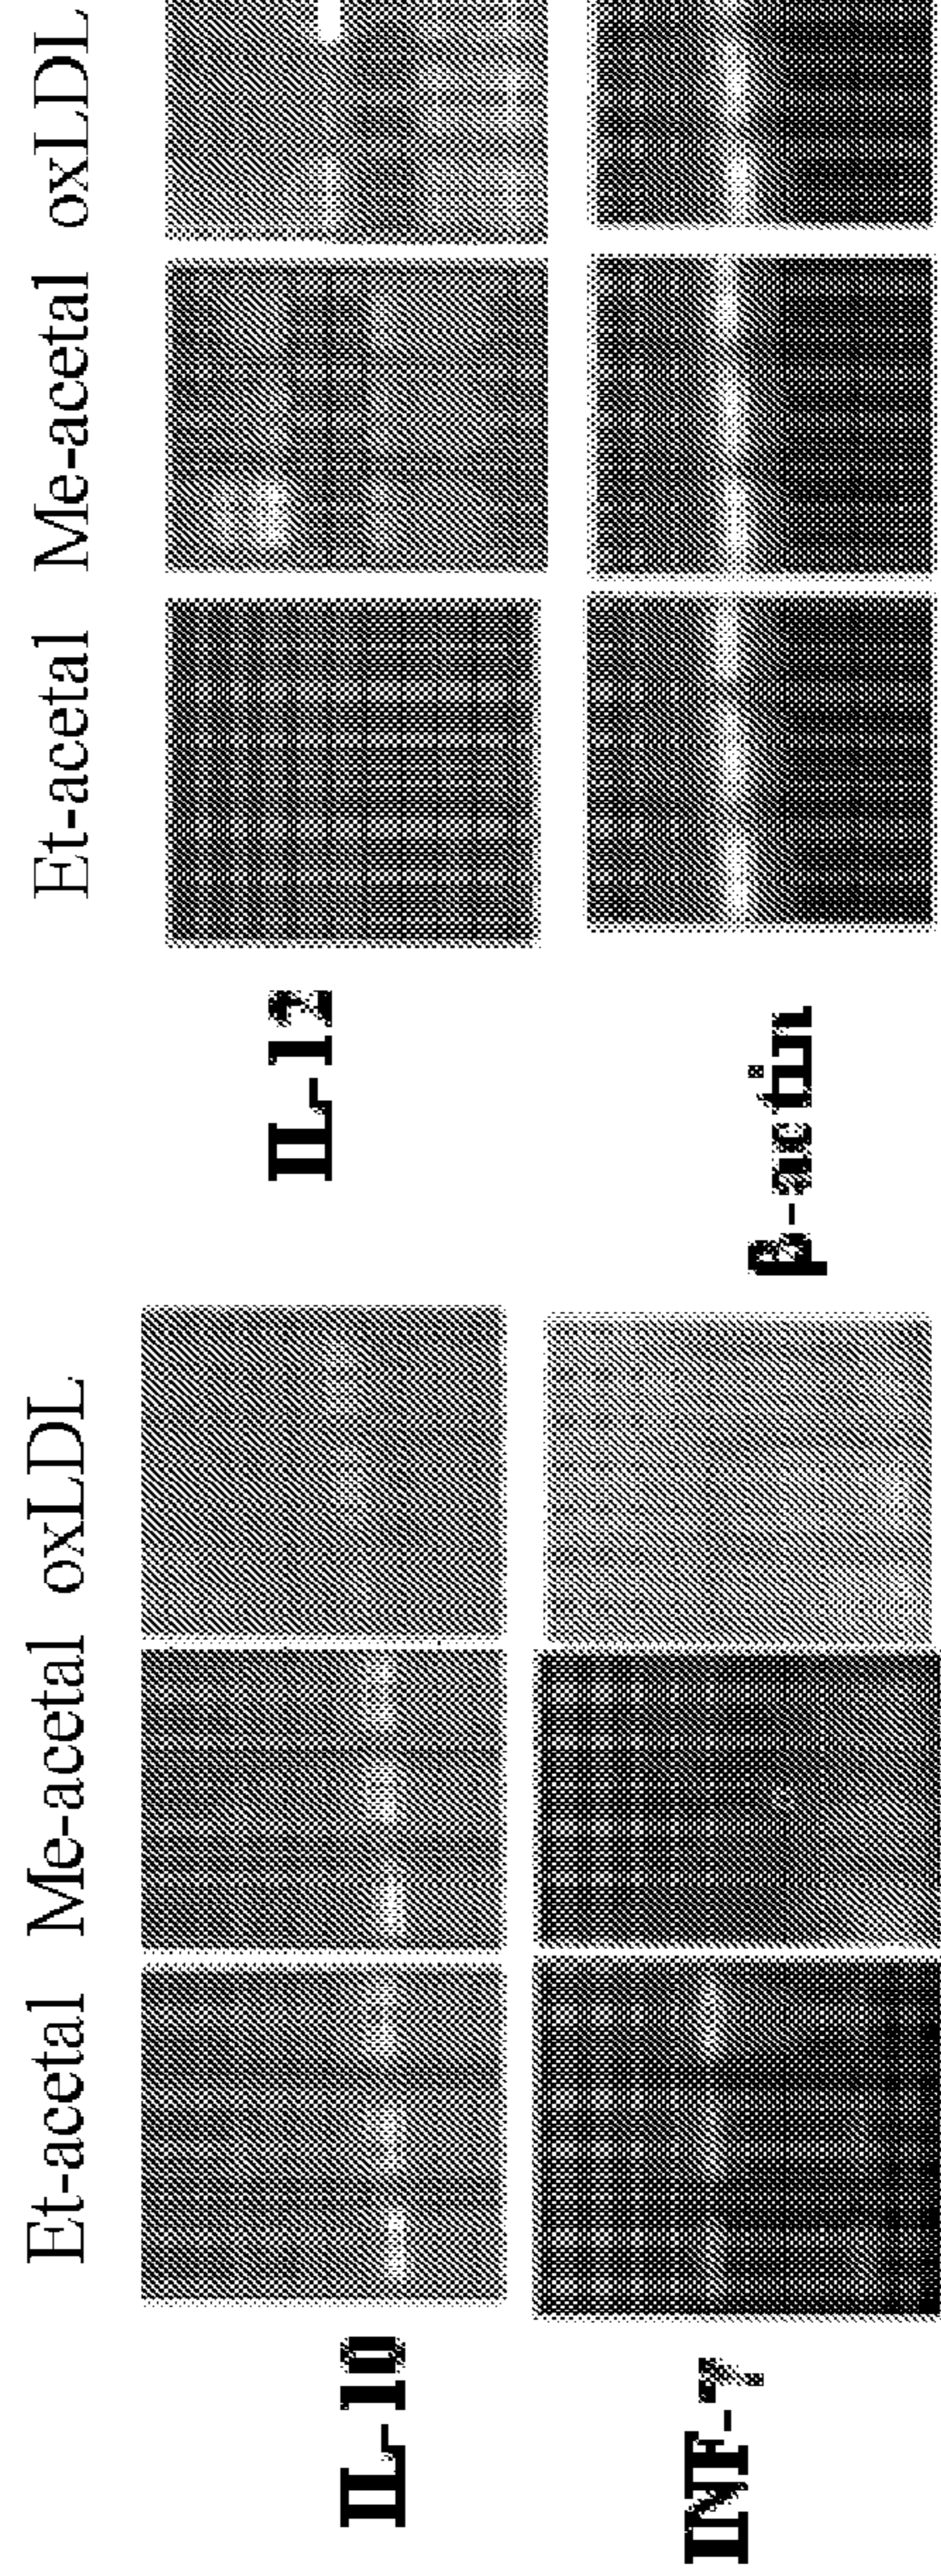 Et-acetal Me-acetal oxLDL
IL-10
INF-γ
Et-acetal Me-acetal oxLDL
IL-12
β-actin